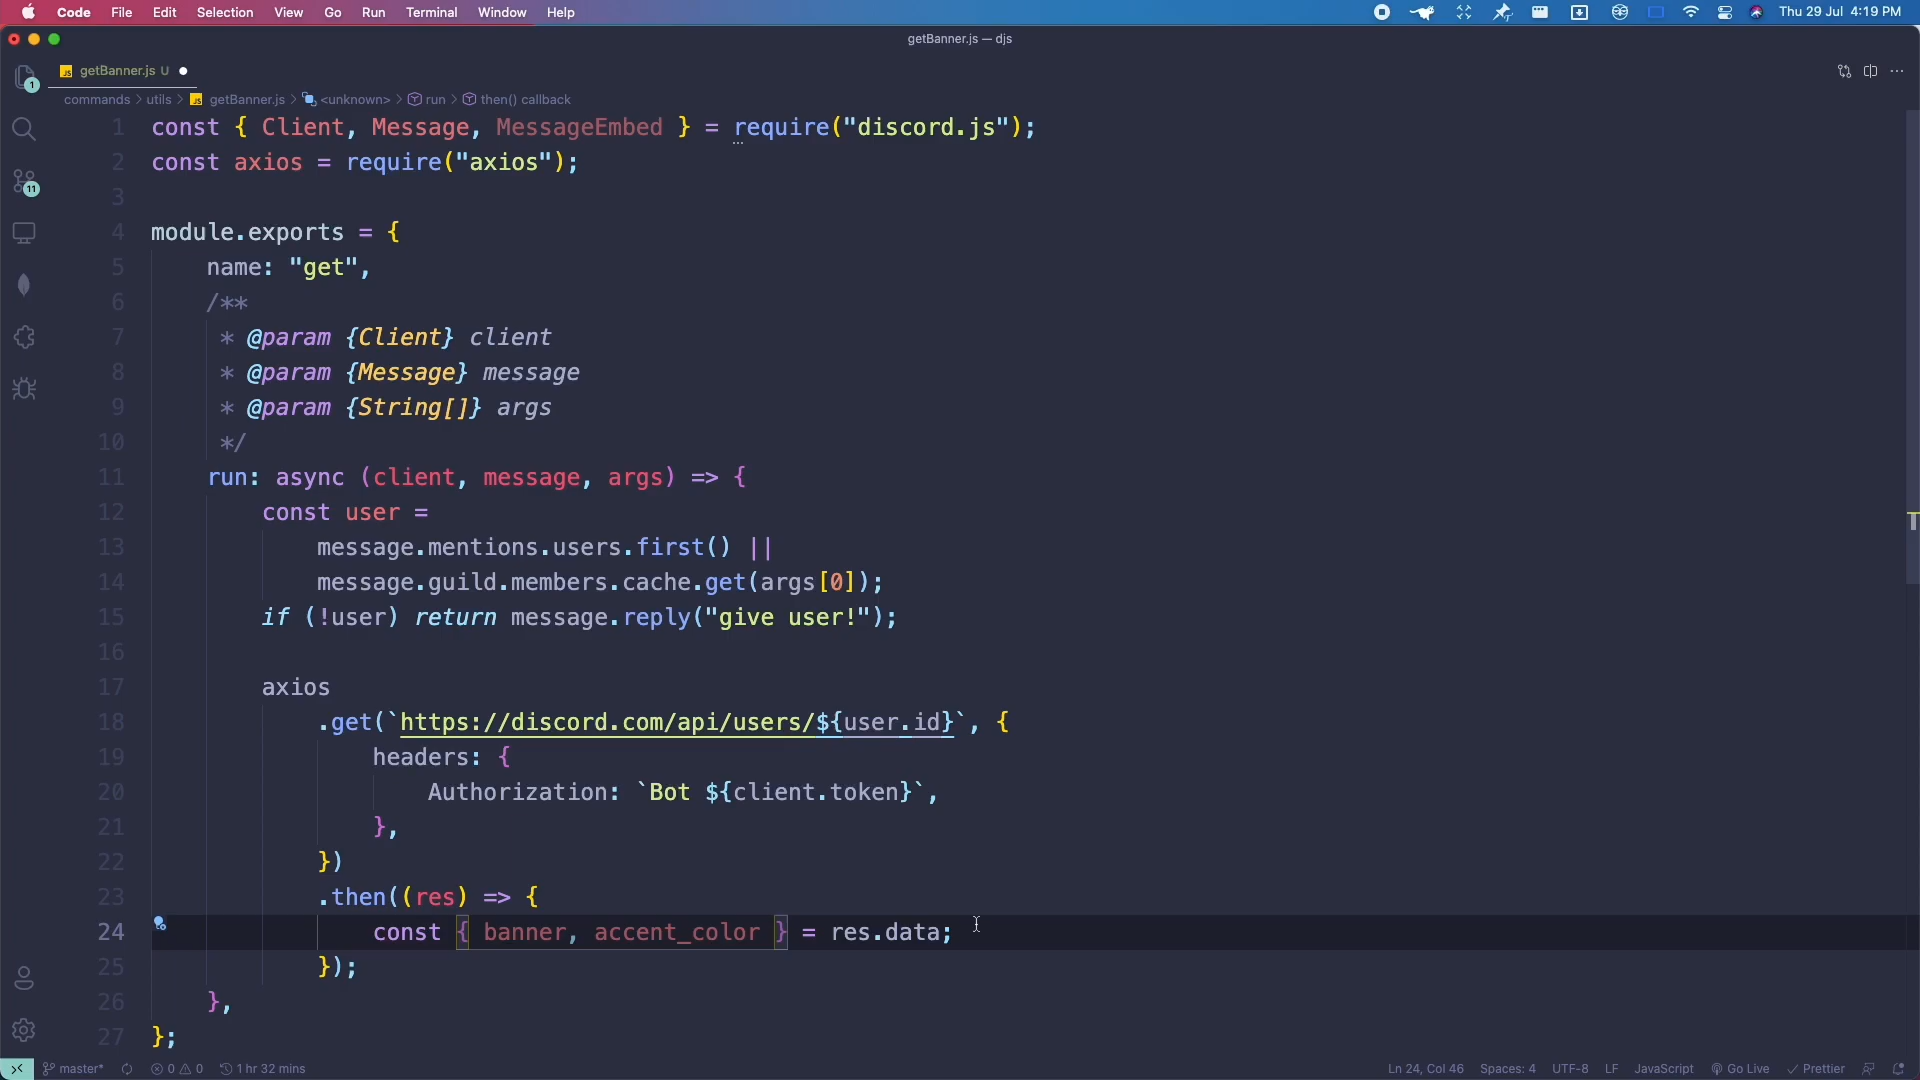 Code File Edit Selection View Go Run Terminal Window Help Thu 29 Jul 4:19 PM
getBanner.js — djs
JS getBanner.js U
1
commands > utils > JS getBanner.js > <unknown> > run > then() callback
1 const { Client, Message, MessageEmbed } = require("discord.js");
2 const axios = require("axios");
3
11
4 module.exports = {
5 name: "get",
6 /**
7 * @param {Client} client
8 * @param {Message} message
9 * @param {String[]} args
10 */
11 run: async (client, message, args) => {
12 const user =
13 message.mentions.users.first() ||
14 message.guild.members.cache.get(args[0]);
15 if (!user) return message.reply("give user!");
16
17 axios
18 .get(`https://discord.com/api/users/${user.id}`, {
19 headers: {
20 Authorization: `Bot ${client.token}`,
21 },
22 })
23 .then((res) => {
24 const { banner, accent_color } = res.data;
25 });
26 },
27 };
master* 0 0 1 hr 32 mins Ln 24, Col 46 Spaces: 4 UTF-8 LF JavaScript Go Live Prettier